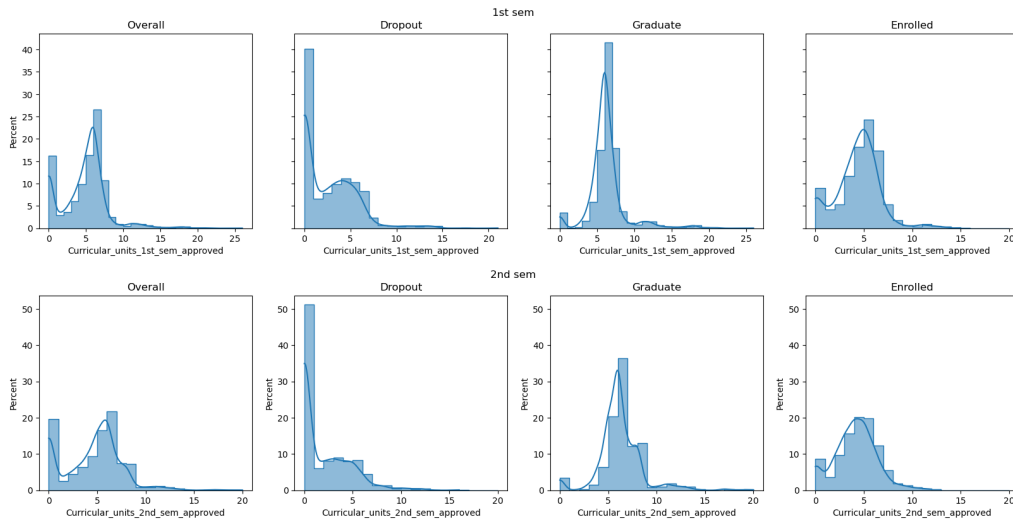 1st sem
Overall
Dropout
Graduate
Enrolled
Percent
40
35
30
25
20
15
10
5
0
0 5 10 15 20 25
0 5 10 15 20
0 5 10 15 20 25
0 5 10 15 20
Curricular_units_1st_sem_approved
Curricular_units_1st_sem_approved
Curricular_units_1st_sem_approved
Curricular_units_1st_sem_approved
2nd sem
Overall
Dropout
Graduate
Enrolled
Percent
50
40
30
20
10
0
Percent
50
40
30
20
10
0
Percent
50
40
30
20
10
0
Percent
50
40
30
20
10
0
0 5 10 15 20
0 5 10 15 20
0 5 10 15 20
0 5 10 15 20
Curricular_units_2nd_sem_approved
Curricular_units_2nd_sem_approved
Curricular_units_2nd_sem_approved
Curricular_units_2nd_sem_approved